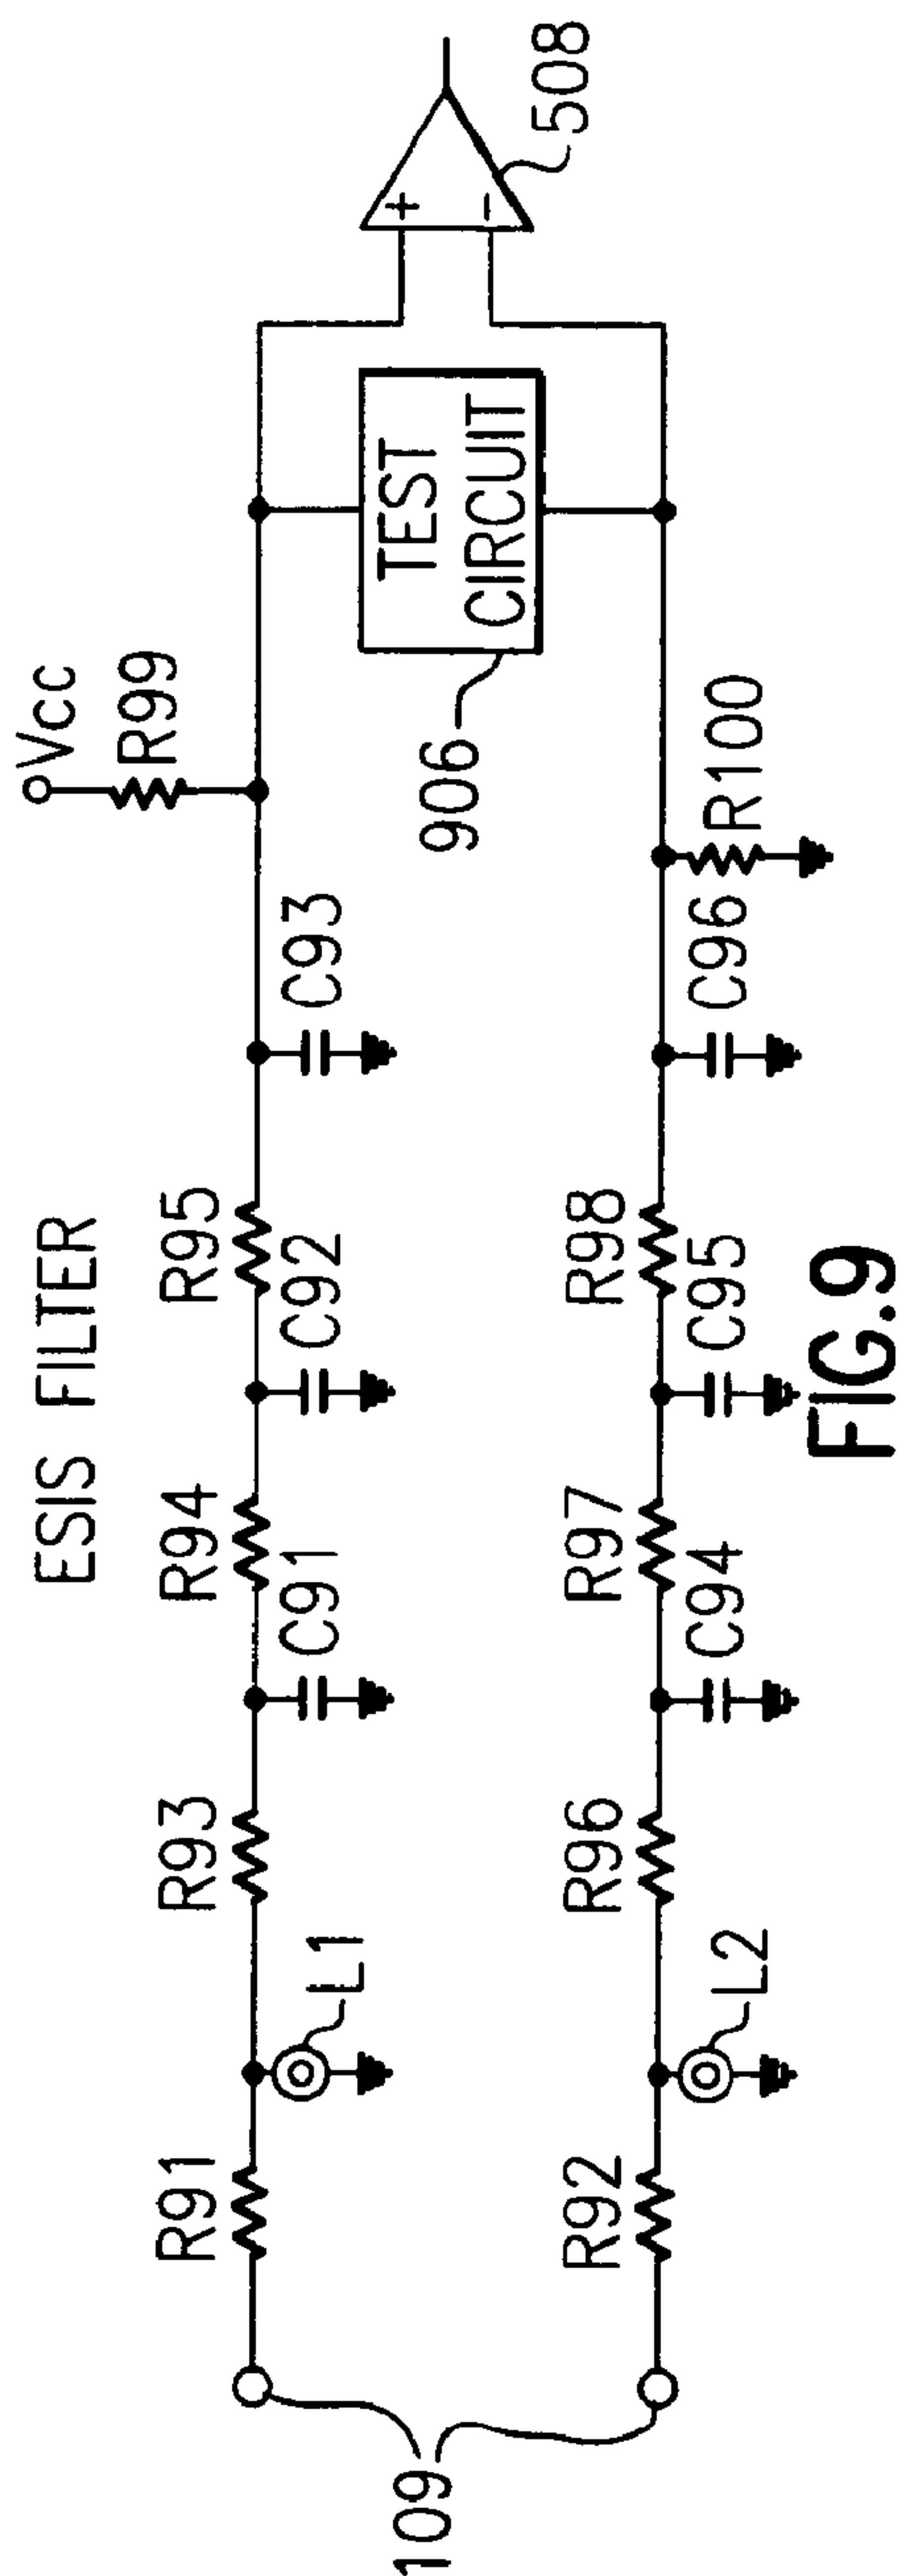 ESIS FILTER
Vcc
R99
R91
R93
R94
R95
L1
C91
C92
C93
109
TEST
CIRCUIT
906
+
−
508
R92
R96
R97
R98
L2
C94
C95
C96
R100
FIG.9